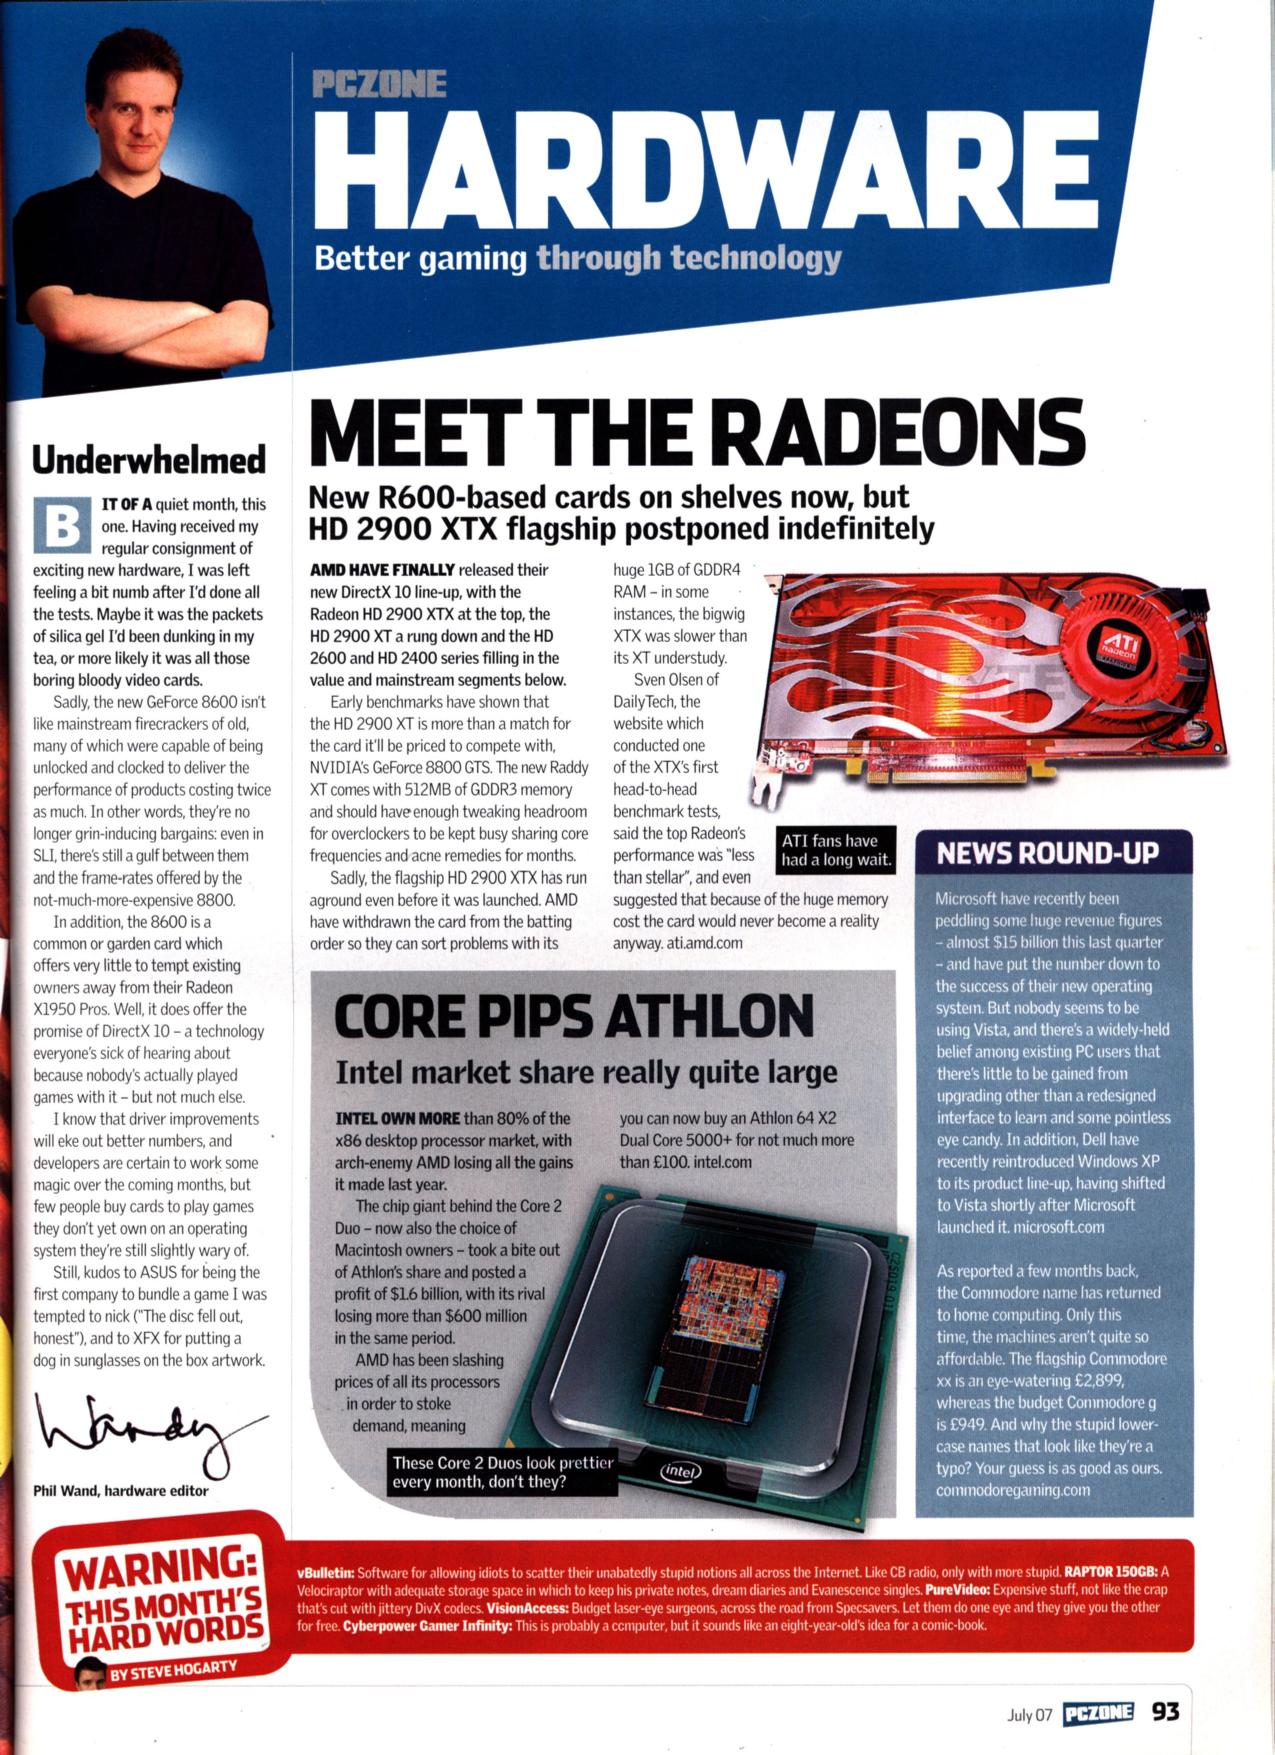 PCZONE
HARDWARE
Better gaming through technology
Underwhelmed
BIT OF A quiet month, this
one. Having received my
regular consignment of
exciting new hardware, I was left
feeling a bit numb after I'd done all
the tests. Maybe it was the packets
of silica gel I'd been dunking in my
tea, or more likely it was all those
boring bloody video cards.
Sadly, the new GeForce 8600 isn't
like mainstream firecrackers of old,
many of which were capable of being
unlocked and clocked to deliver the
performance of products costing twice
as much. In other words, they're no
longer grin-inducing bargains: even in
SLI, there's still a gulf between them
and the frame-rates offered by the
not-much-more-expensive 8800.
In addition, the 8600 is a
common or garden card which
offers very little to tempt existing
owners away from their Radeon
X1950 Pros. Well, it does offer the
promise of DirectX 10 – a technology
everyone's sick of hearing about
because nobody's actually played
games with it – but not much else.
I know that driver improvements
will eke out better numbers, and
developers are certain to work some
magic over the coming months, but
few people buy cards to play games
they don't yet own on an operating
system they're still slightly wary of.
Still, kudos to ASUS for being the
first company to bundle a game I was
tempted to nick ("The disc fell out,
honest"), and to XFX for putting a
dog in sunglasses on the box artwork.
Wandy
Phil Wand, hardware editor
MEET THE RADEONS
New R600-based cards on shelves now, but
HD 2900 XTX flagship postponed indefinitely
AMD HAVE FINALLY released their
new DirectX 10 line-up, with the
Radeon HD 2900 XTX at the top, the
HD 2900 XT a rung down and the HD
2600 and HD 2400 series filling in the
value and mainstream segments below.
Early benchmarks have shown that
the HD 2900 XT is more than a match for
the card it'll be priced to compete with,
NVIDIA's GeForce 8800 GTS. The new Raddy
XT comes with 512MB of GDDR3 memory
and should have enough tweaking headroom
for overclockers to be kept busy sharing core
frequencies and acne remedies for months.
Sadly, the flagship HD 2900 XTX has run
aground even before it was launched. AMD
have withdrawn the card from the batting
order so they can sort problems with its
huge 1GB of GDDR4
RAM – in some
instances, the bigwig
XTX was slower than
its XT understudy.
Sven Olsen of
DailyTech, the
website which
conducted one
of the XTX's first
head-to-head
benchmark tests,
said the top Radeon's
performance was "less
than stellar", and even
suggested that because of the huge memory
cost the card would never become a reality
anyway. ati.amd.com
ATI
RADEON
ATI fans have
had a long wait.
CORE PIPS ATHLON
Intel market share really quite large
INTEL OWN MORE than 80% of the
x86 desktop processor market, with
arch-enemy AMD losing all the gains
it made last year.
The chip giant behind the Core 2
Duo – now also the choice of
Macintosh owners – took a bite out
of Athlon's share and posted a
profit of $1.6 billion, with its rival
losing more than $600 million
in the same period.
AMD has been slashing
prices of all its processors
in order to stoke
demand, meaning
you can now buy an Athlon 64 X2
Dual Core 5000+ for not much more
than £100. intel.com
intel
These Core 2 Duos look prettier
every month, don't they?
NEWS ROUND-UP
Microsoft have recently been
peddling some huge revenue figures
– almost $15 billion this last quarter
– and have put the number down to
the success of their new operating
system. But nobody seems to be
using Vista, and there's a widely-held
belief among existing PC users that
there's little to be gained from
upgrading other than a redesigned
interface to learn and some pointless
eye candy. In addition, Dell have
recently reintroduced Windows XP
to its product line-up, having shifted
to Vista shortly after Microsoft
launched it. microsoft.com
As reported a few months back,
the Commodore name has returned
to home computing. Only this
time, the machines aren't quite so
affordable. The flagship Commodore
xx is an eye-watering £2,899,
whereas the budget Commodore g
is £949. And why the stupid lower-
case names that look like they're a
typo? Your guess is as good as ours.
commodoregaming.com
WARNING:
THIS MONTH'S
HARD WORDS
BY STEVE HOGARTY
vBulletin: Software for allowing idiots to scatter their unabatedly stupid notions all across the Internet. Like CB radio, only with more stupid. RAPTOR 150GB: A
Velociraptor with adequate storage space in which to keep his private notes, dream diaries and Evanescence singles. PureVideo: Expensive stuff, not like the crap
that's cut with jittery DivX codecs. VisionAccess: Budget laser-eye surgeons, across the road from Specsavers. Let them do one eye and they give you the other
for free. Cyberpower Gamer Infinity: This is probably a computer, but it sounds like an eight-year-old's idea for a comic-book.
July 07 PCZONE 93